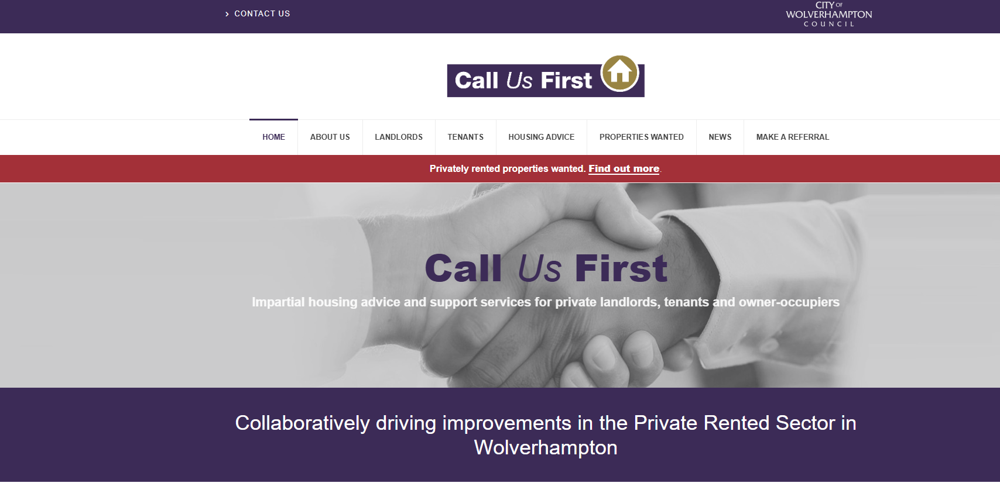 CONTACT US
CITY OF
WOLVERHAMPTON
COUNCIL
Call Us First
HOME
ABOUT US
LANDLORDS
TENANTS
HOUSING ADVICE
PROPERTIES WANTED
NEWS
MAKE A REFERRAL
Privately rented properties wanted. Find out more.
Call Us First
Impartial housing advice and support services for private landlords, tenants and owner-occupiers
Collaboratively driving improvements in the Private Rented Sector in
Wolverhampton